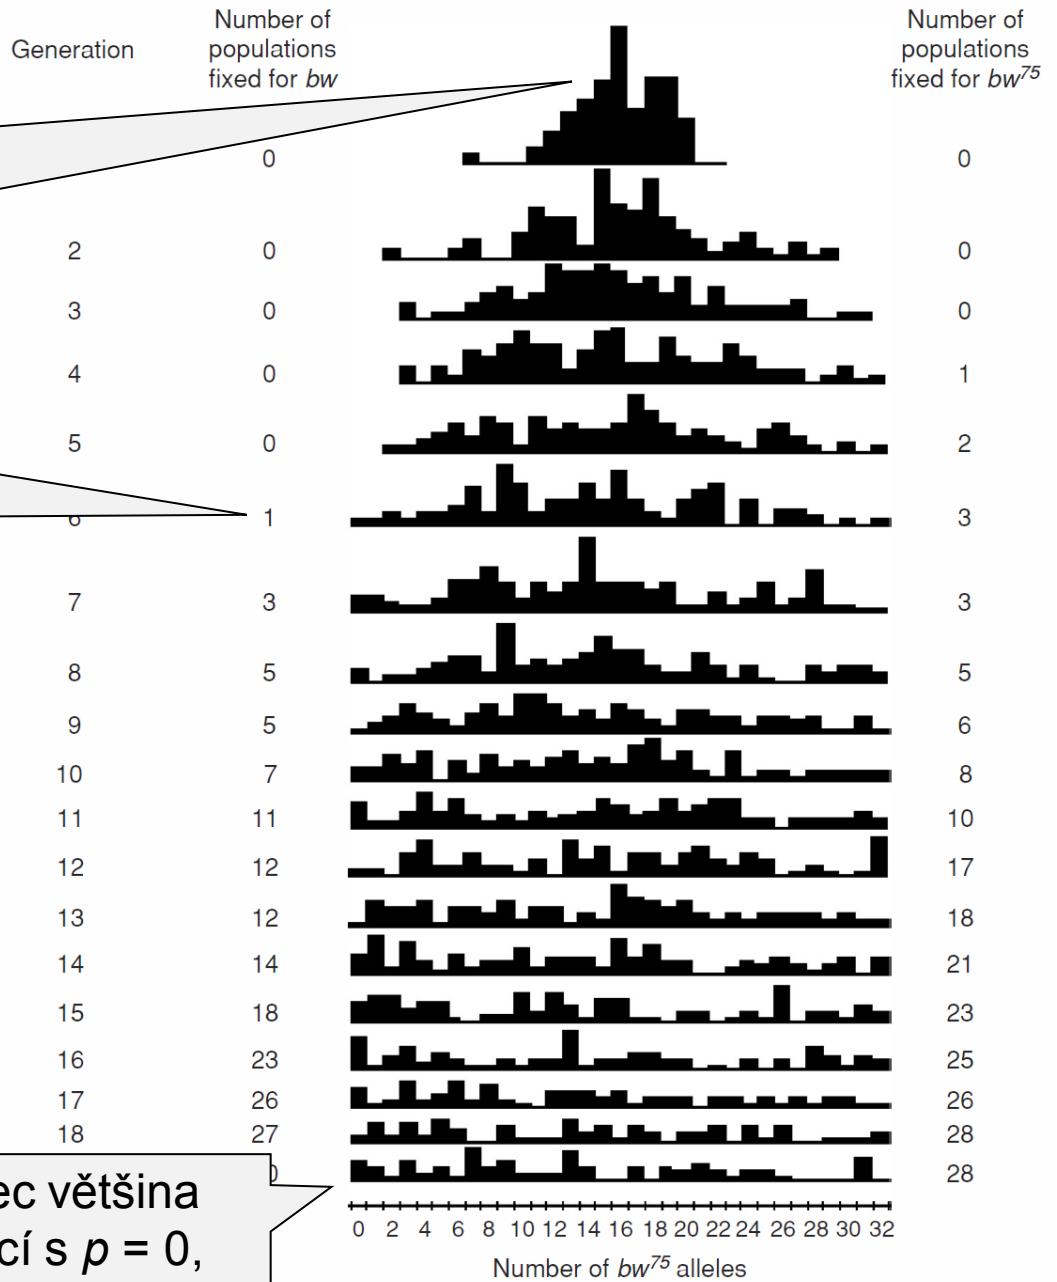 Generation
Number of
populations
fixed for bw
Number of
populations
fixed for bw⁷⁵
0 0
2 0 0
3 0 0
4 0 1
5 0 2
1 3
7 3 3
8 5 5
9 5 6
10 7 8
11 11 10
12 12 17
13 12 18
14 14 21
15 18 23
16 23 25
17 26 26
18 27 28
28
0 2 4 6 8 10 12 14 16 18 20 22 24 26 28 30 32
Number of bw⁷⁵ alleles
ec většina
cí s p = 0,